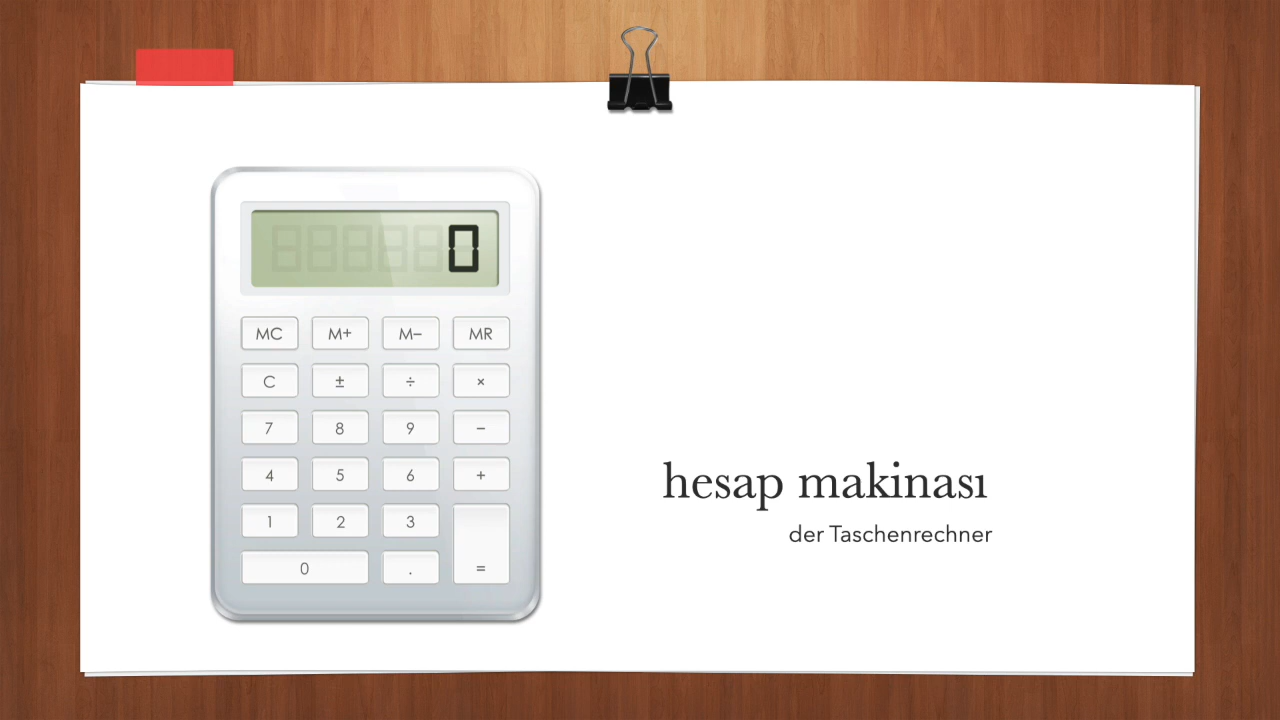 0
MC M+ M− MR
C ± ÷ ×
7 8 9 −
4 5 6 +
1 2 3
0 . =
hesap makinası
der Taschenrechner